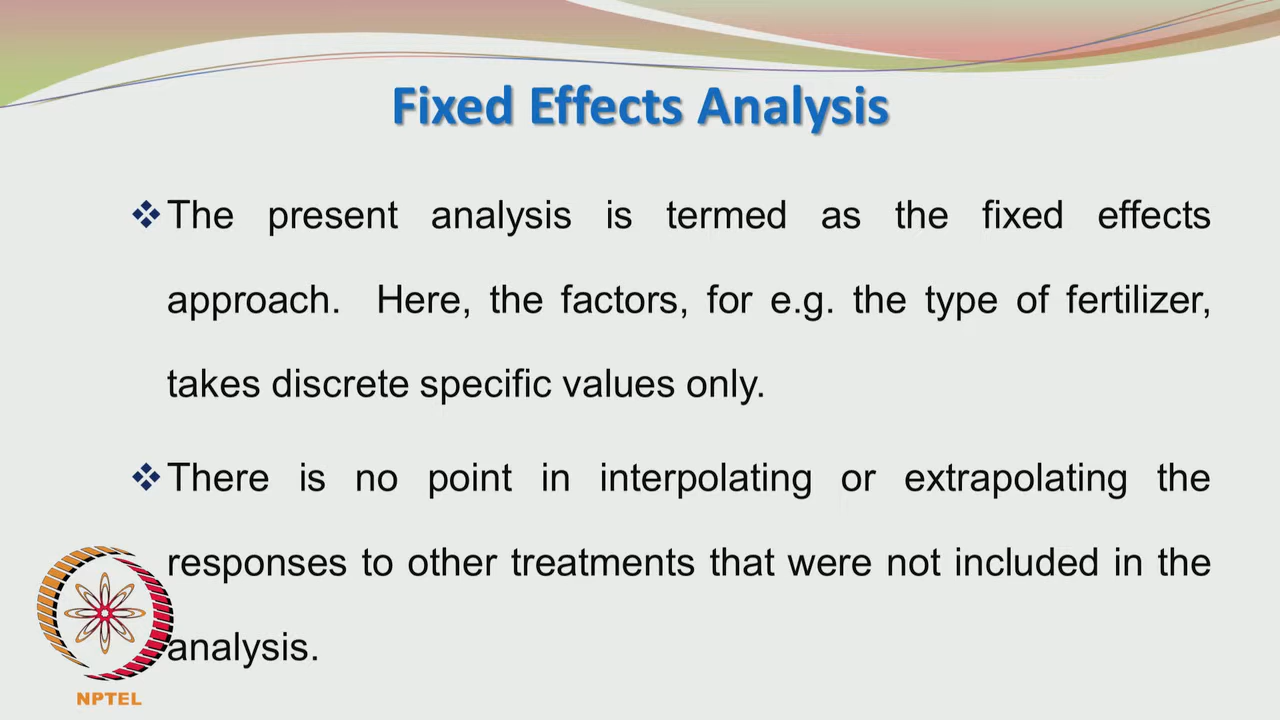 Fixed Effects Analysis
The present analysis is termed as the fixed effects
approach. Here, the factors, for e.g. the type of fertilizer,
takes discrete specific values only.
There is no point in interpolating or extrapolating the
responses to other treatments that were not included in the
analysis.
NPTEL